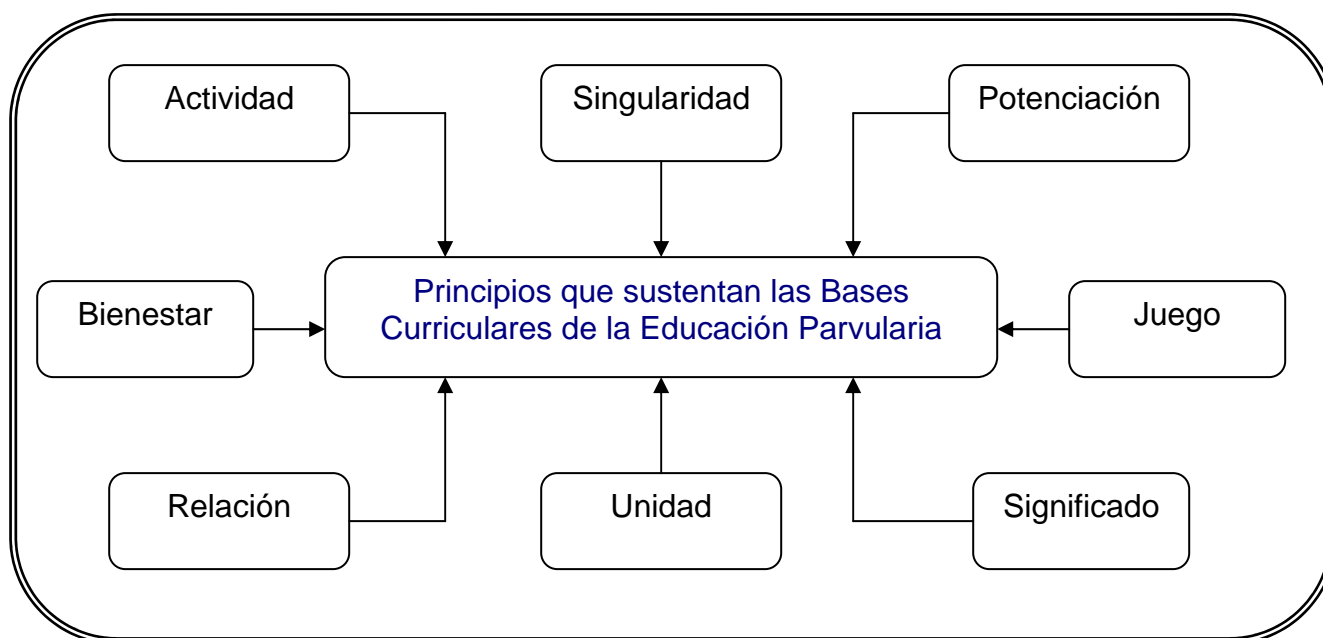 Actividad
Singularidad
Potenciación
Bienestar
Principios que sustentan las Bases
Curriculares de la Educación Parvularia
Juego
Relación
Unidad
Significado